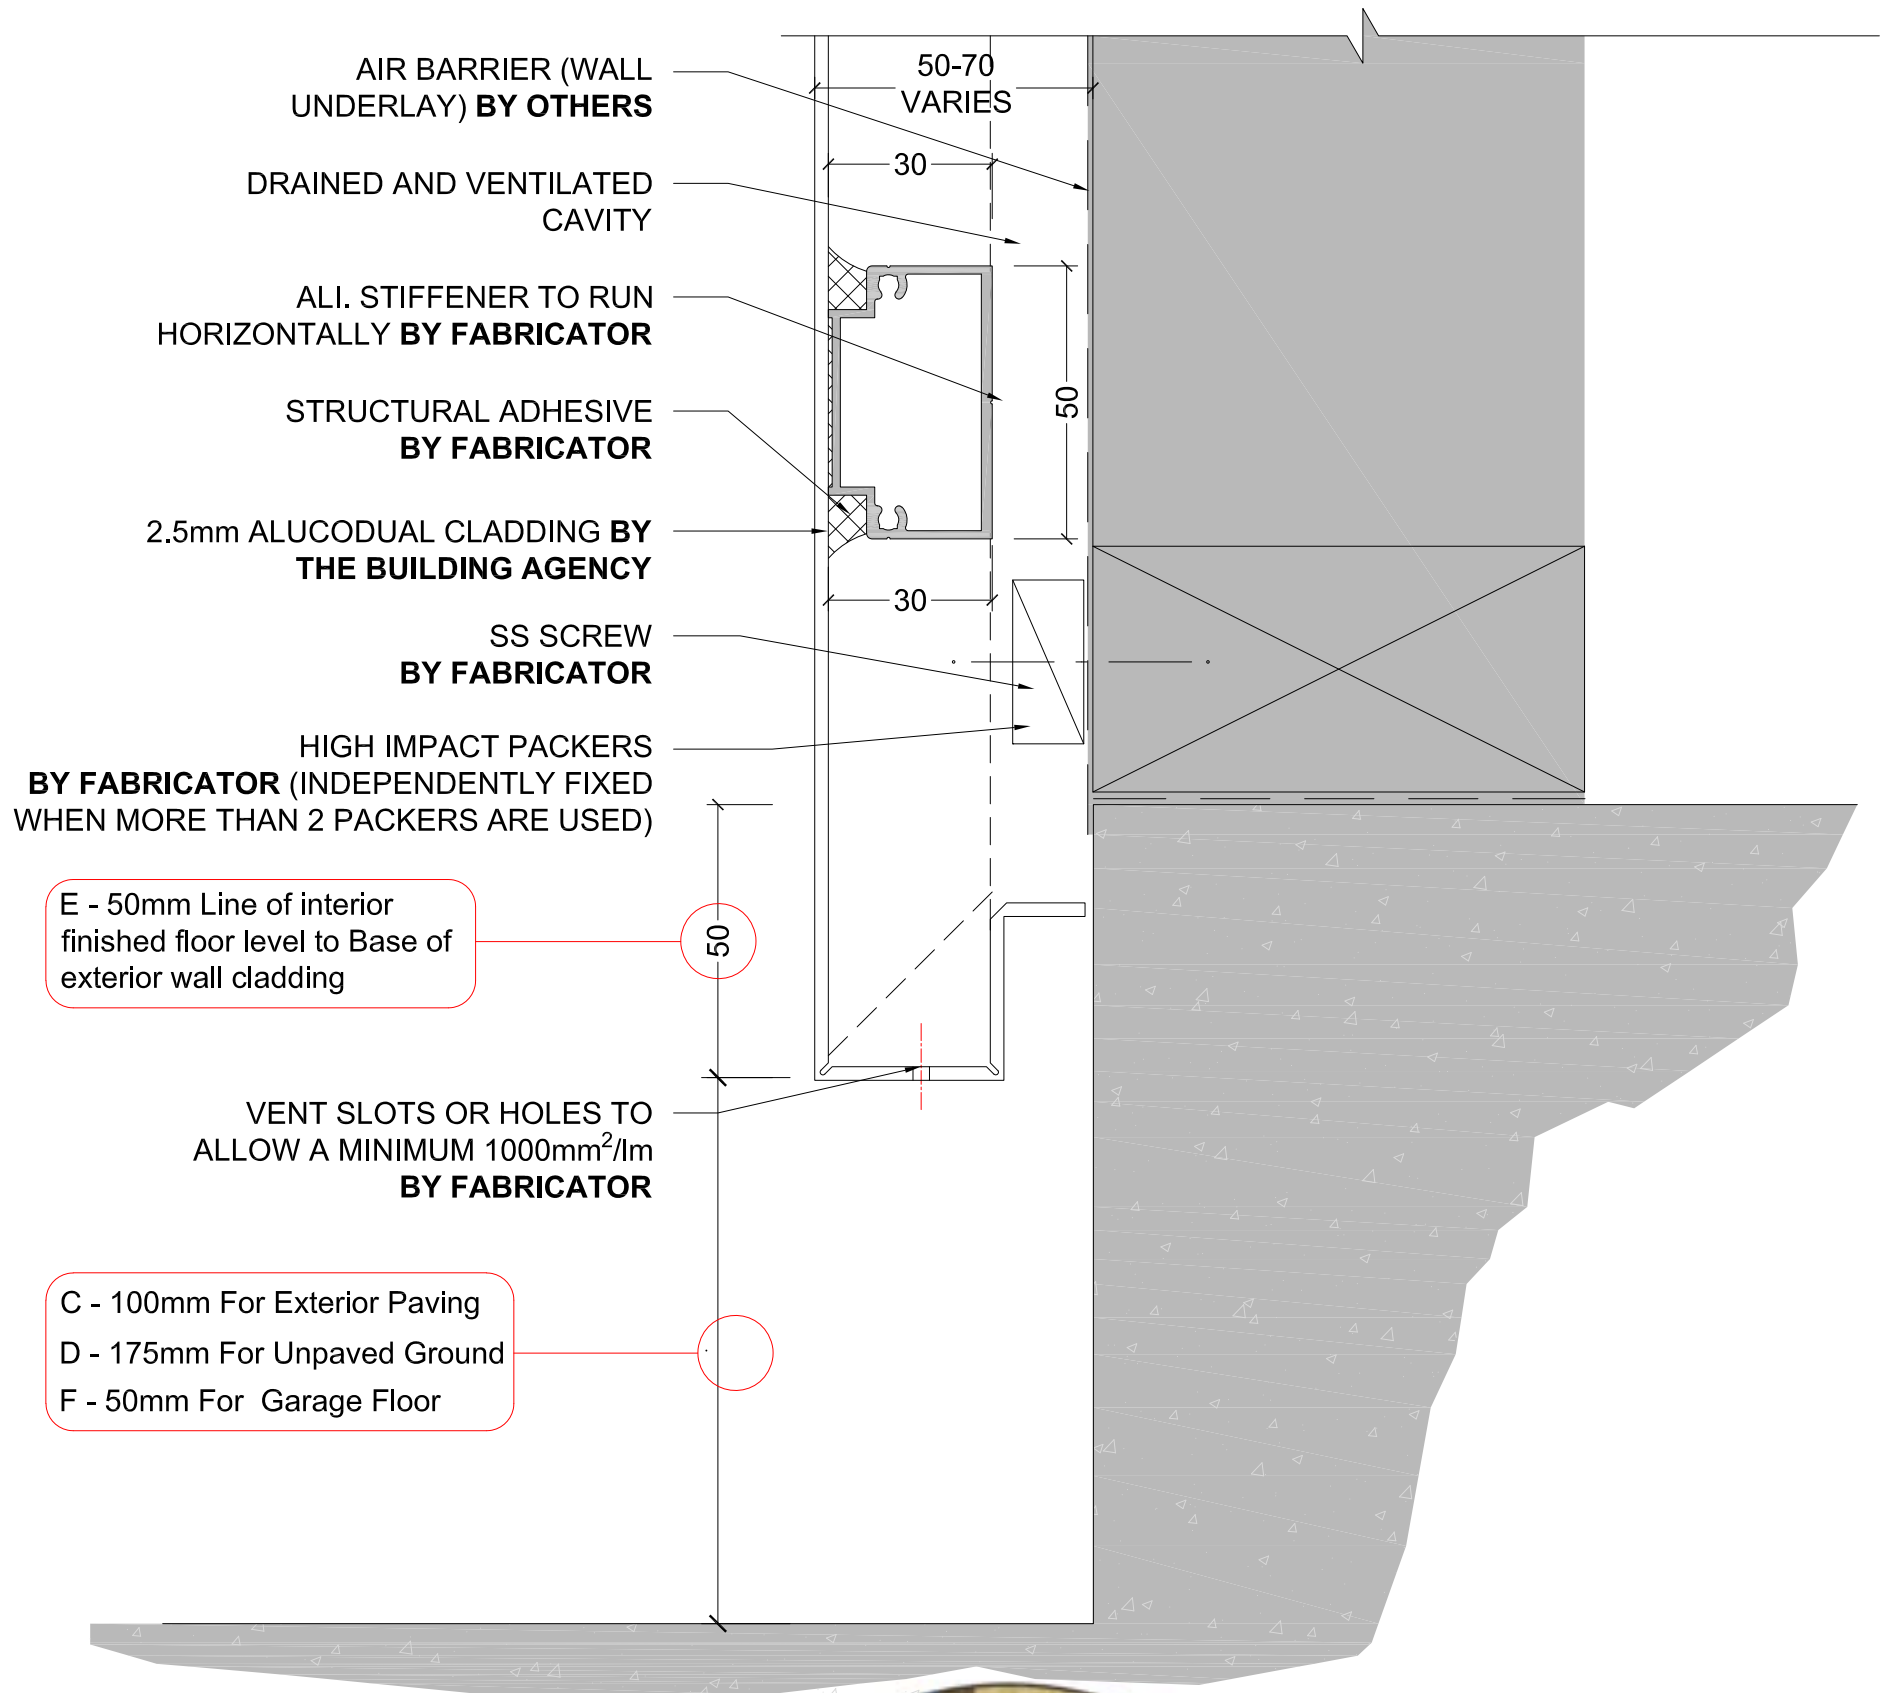 AIR BARRIER (WALL
UNDERLAY) BY OTHERS
50-70
VARIES
30
DRAINED AND VENTILATED
CAVITY
ALI. STIFFENER TO RUN
HORIZONTALLY BY FABRICATOR
50
STRUCTURAL ADHESIVE
BY FABRICATOR
2.5mm ALUCODUAL CLADDING BY
THE BUILDING AGENCY
30
SS SCREW
BY FABRICATOR
HIGH IMPACT PACKERS
BY FABRICATOR (INDEPENDENTLY FIXED
WHEN MORE THAN 2 PACKERS ARE USED)
E - 50mm Line of interior
finished floor level to Base of
exterior wall cladding
50
VENT SLOTS OR HOLES TO
ALLOW A MINIMUM 1000mm²/lm
BY FABRICATOR
C - 100mm For Exterior Paving
D - 175mm For Unpaved Ground
F - 50mm For Garage Floor